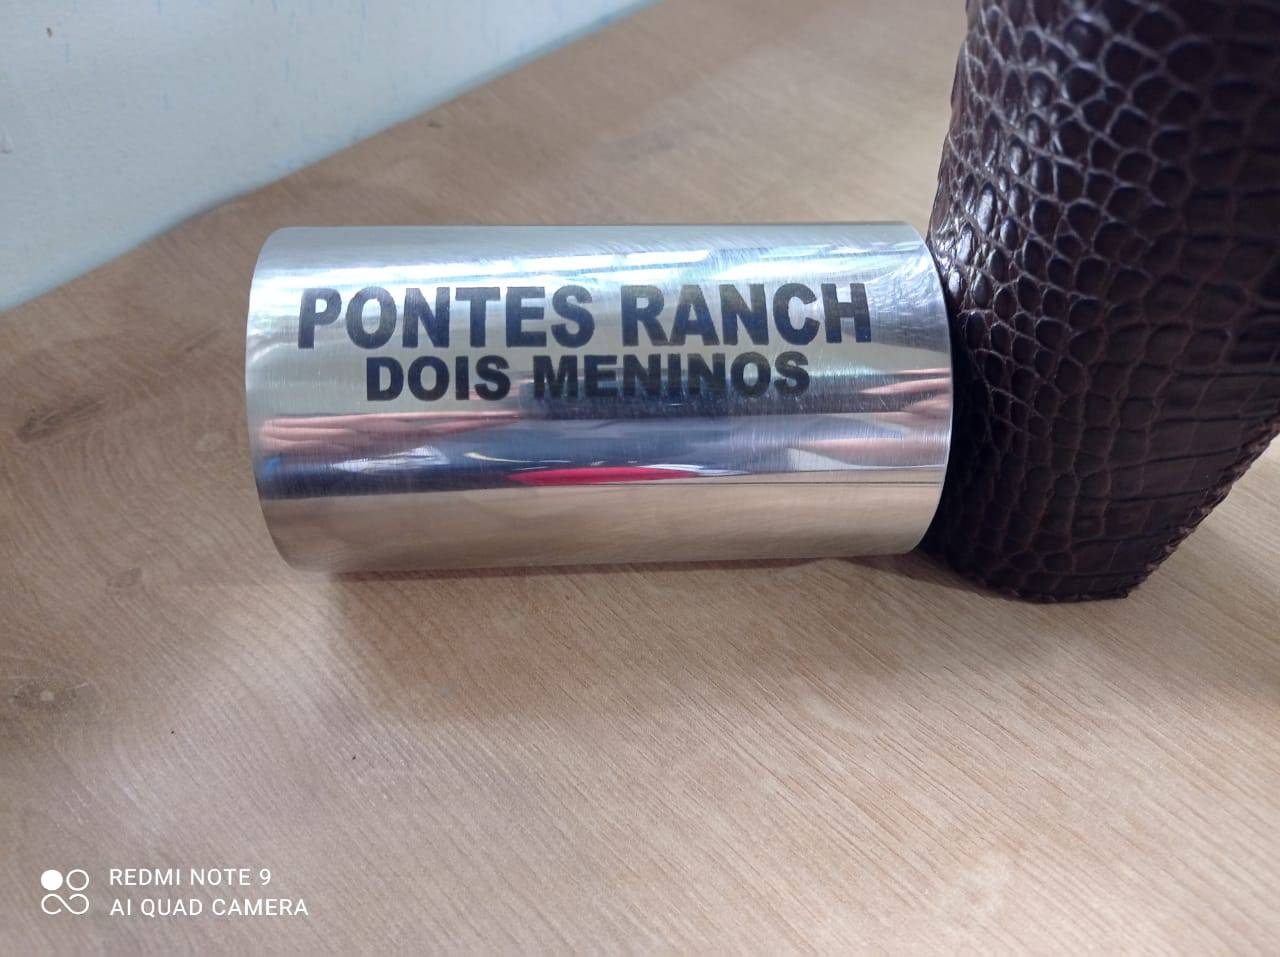 PONTES RANCH
DOIS MENINOS
REDMI NOTE 9
AI QUAD CAMERA